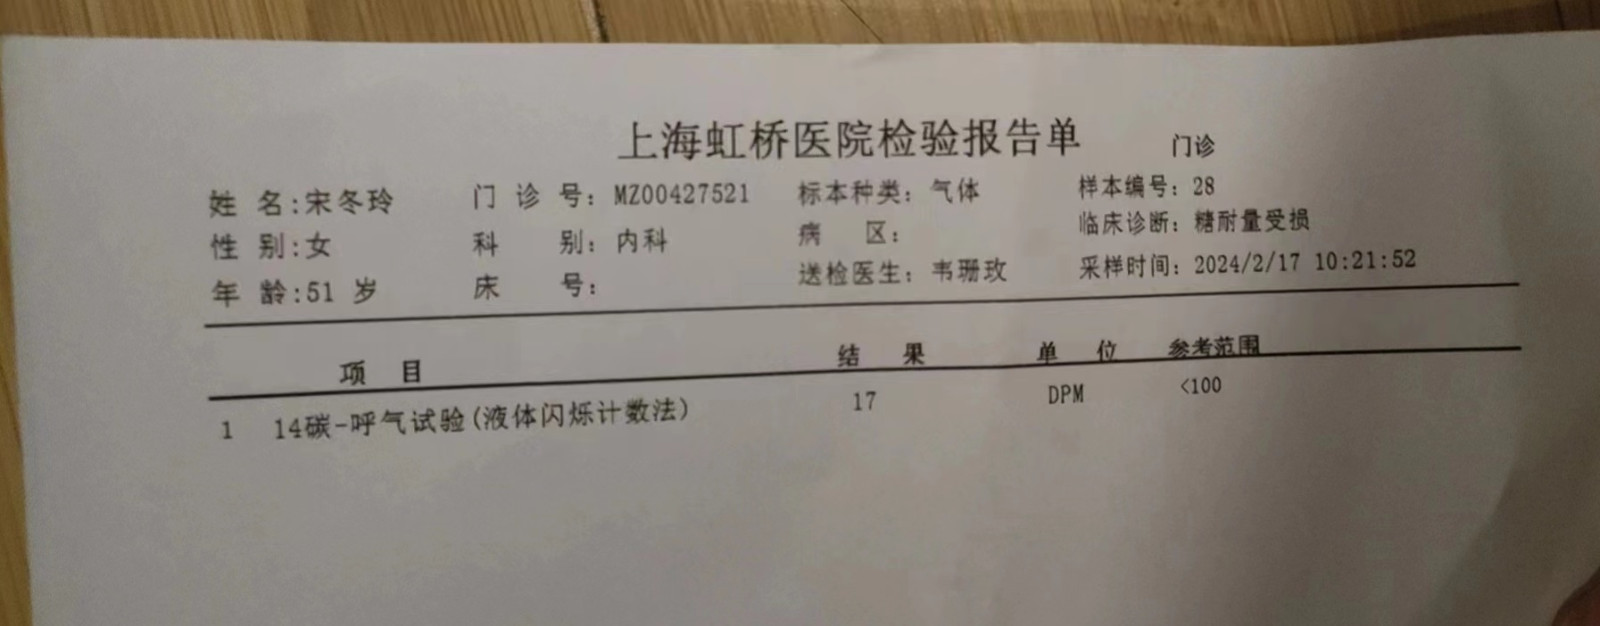 上海虹桥医院检验报告单 门诊
姓 名:宋冬玲 门 诊 号: MZ00427521 标本种类: 气体 样本编号: 28
性 别:女 科 别: 内科 病 区: 临床诊断: 糖耐量受损
年 龄:51 岁 床 号: 送检医生: 韦珊玫 采样时间: 2024/2/17 10:21:52
项 目 结 果 单 位 参考范围
1 14碳-呼气试验(液体闪烁计数法) 17 DPM <100